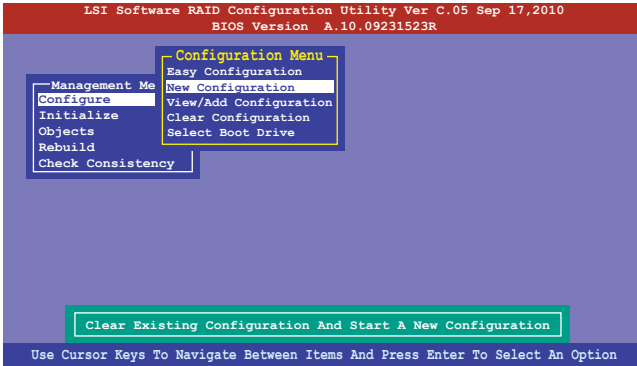 LSI Software RAID Configuration Utility Ver C.05 Sep 17,2010
BIOS Version A.10.09231523R
Configuration Menu
Easy Configuration
New Configuration
View/Add Configuration
Clear Configuration
Select Boot Drive
Management Me
Configure
Initialize
Objects
Rebuild
Check Consistency
Clear Existing Configuration And Start A New Configuration
Use Cursor Keys To Navigate Between Items And Press Enter To Select An Option